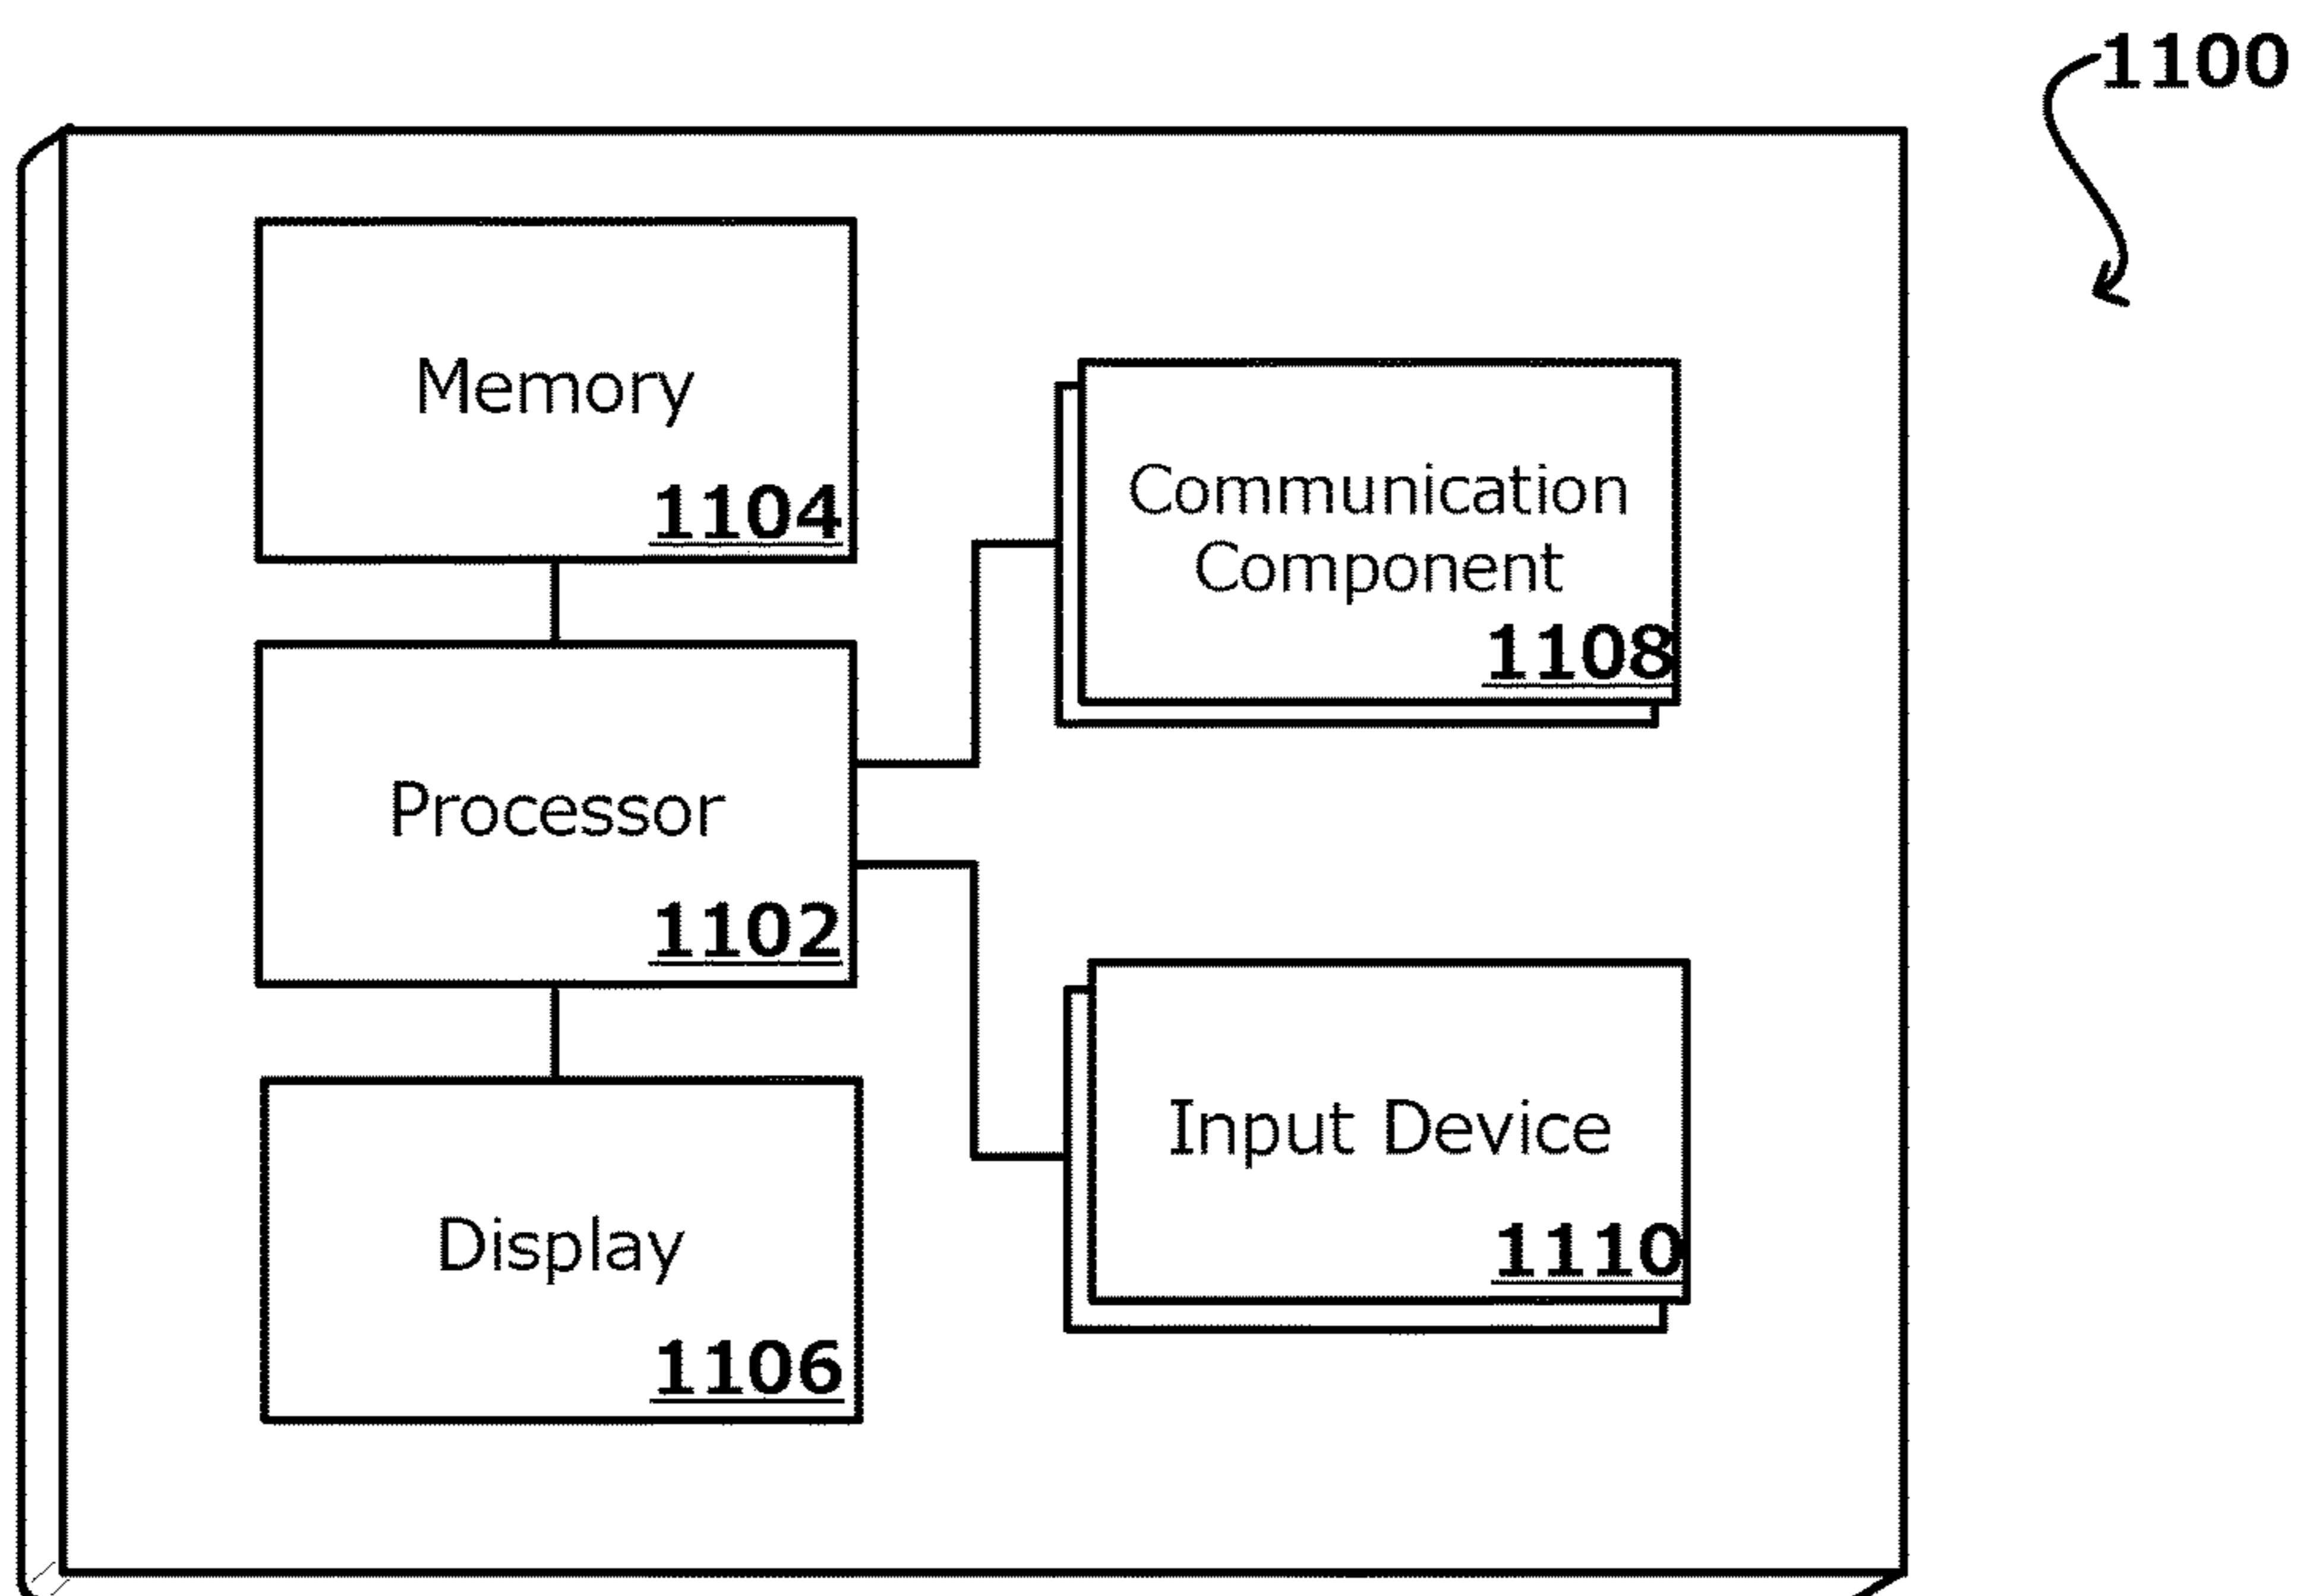 1100
Memory
1104
Communication
Component
1108
Processor
1102
Input Device
1110
Display
1106